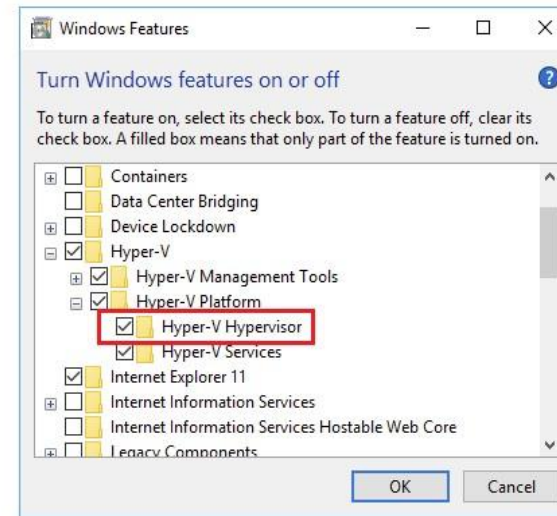 Windows Features
Turn Windows features on or off
To turn a feature on, select its check box. To turn a feature off, clear its
check box. A filled box means that only part of the feature is turned on.
Containers
Data Center Bridging
Device Lockdown
Hyper-V
Hyper-V Management Tools
Hyper-V Platform
Hyper-V Hypervisor
Hyper-V Services
Internet Explorer 11
Internet Information Services
Internet Information Services Hostable Web Core
Legacy Components
OK Cancel